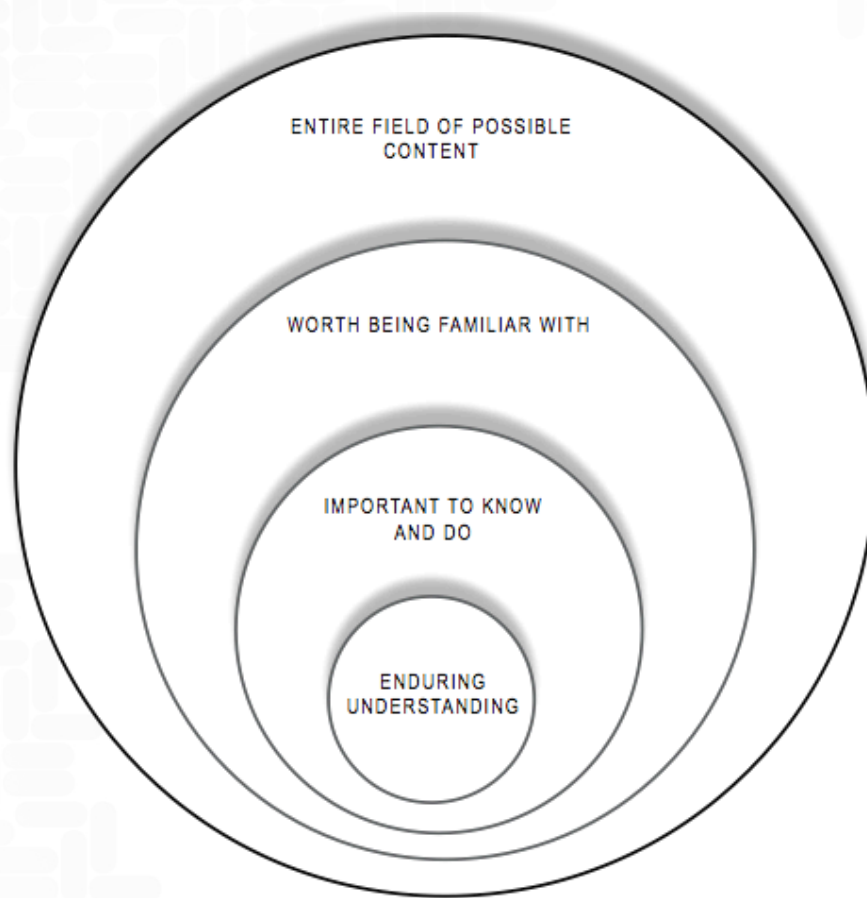 ENTIRE FIELD OF POSSIBLE
CONTENT
WORTH BEING FAMILIAR WITH
IMPORTANT TO KNOW
AND DO
ENDURING
UNDERSTANDING